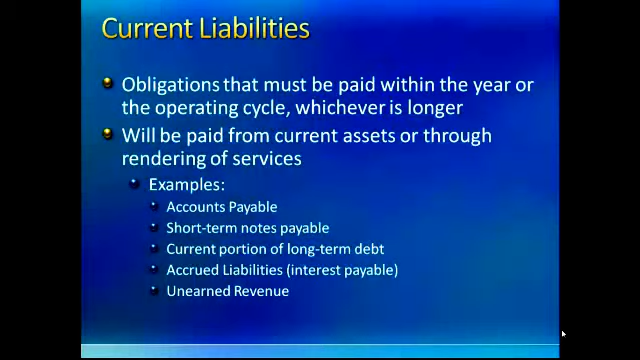 Current Liabilities
Obligations that must be paid within the year or
the operating cycle, whichever is longer
Will be paid from current assets or through
rendering of services
Examples:
Accounts Payable
Short-term notes payable
Current portion of long-term debt
Accrued Liabilities (interest payable)
Unearned Revenue